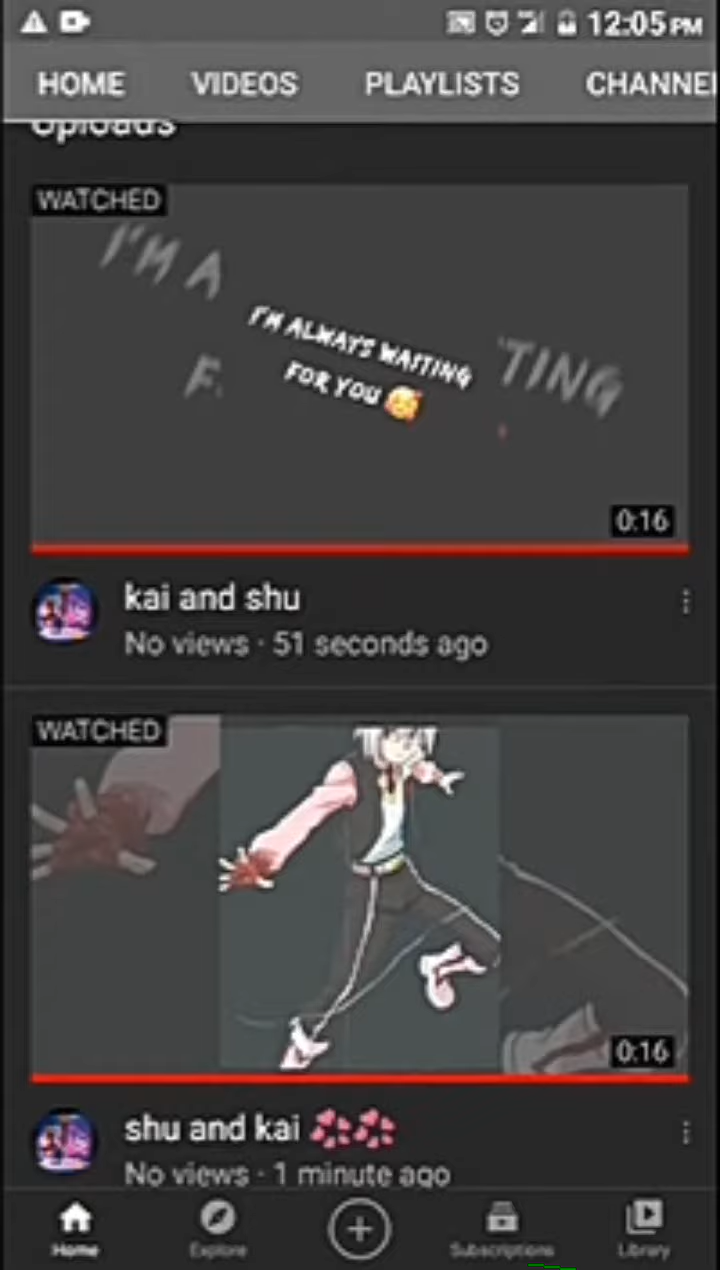 12:05 PM
HOME VIDEOS PLAYLISTS CHANNEL
Uploads
WATCHED
I'M A
I'M ALWAYS WAITING
FOR YOU 🥰
TING
F.
0:16
kai and shu
No views · 51 seconds ago
WATCHED
0:16
shu and kai 💞💞
No views · 1 minute ago
Home Explore Subscriptions Library